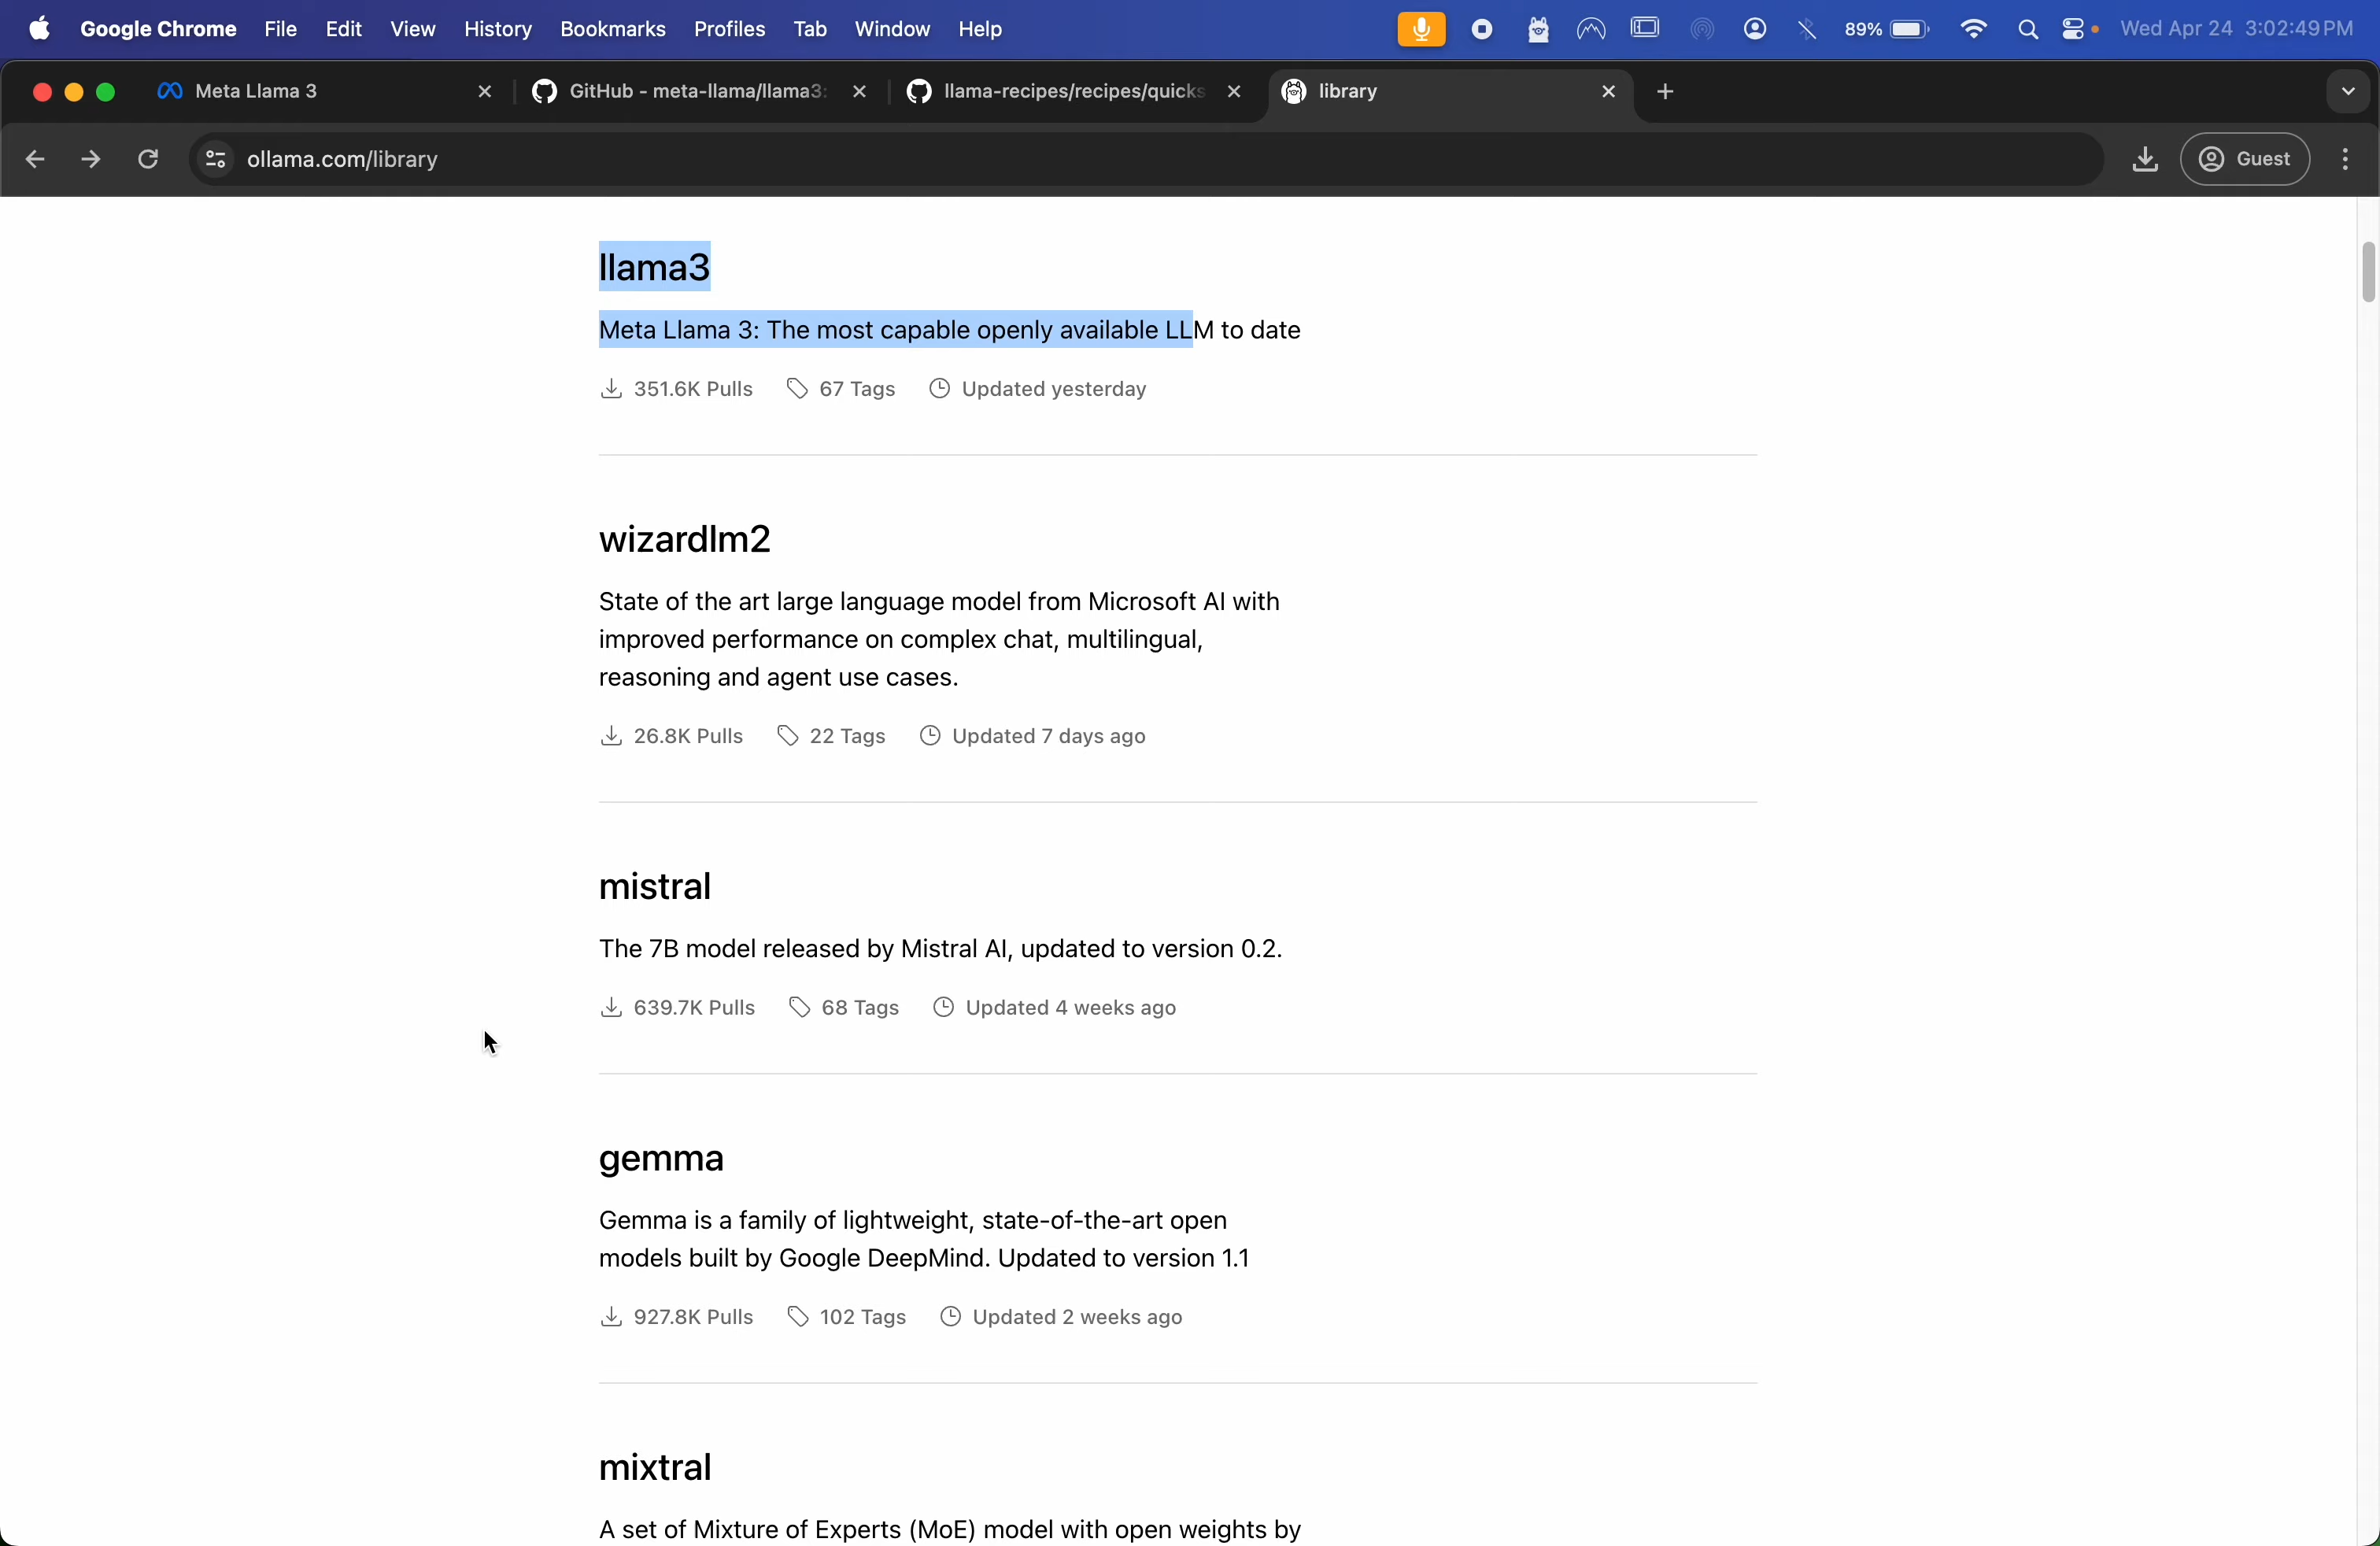 Google Chrome File Edit View History Bookmarks Profiles Tab Window Help 89% Wed Apr 24 3:02:49 PM
Meta Llama 3 GitHub - meta-llama/llama3: llama-recipes/recipes/quicks library
ollama.com/library Guest
llama3
Meta Llama 3: The most capable openly available LLM to date
351.6K Pulls 67 Tags Updated yesterday
wizardlm2
State of the art large language model from Microsoft AI with
improved performance on complex chat, multilingual,
reasoning and agent use cases.
26.8K Pulls 22 Tags Updated 7 days ago
mistral
The 7B model released by Mistral AI, updated to version 0.2.
639.7K Pulls 68 Tags Updated 4 weeks ago
gemma
Gemma is a family of lightweight, state-of-the-art open
models built by Google DeepMind. Updated to version 1.1
927.8K Pulls 102 Tags Updated 2 weeks ago
mixtral
A set of Mixture of Experts (MoE) model with open weights by